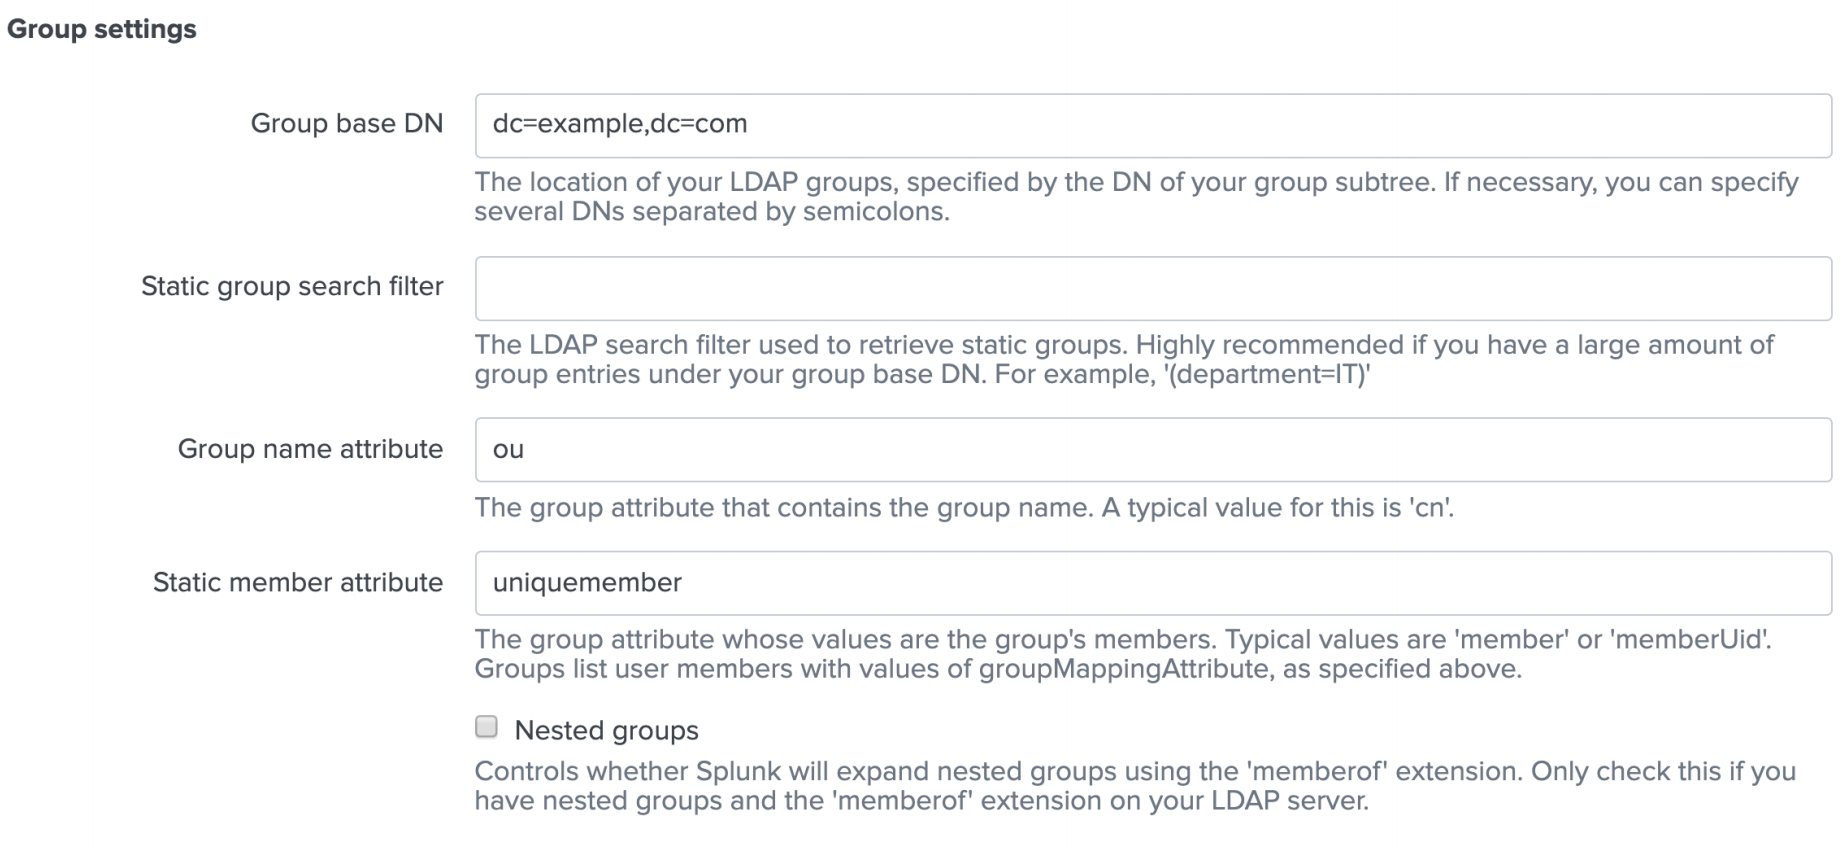 Group settings
Group base DN
dc=example,dc=com
The location of your LDAP groups, specified by the DN of your group subtree. If necessary, you can specify
several DNs separated by semicolons.
Static group search filter
The LDAP search filter used to retrieve static groups. Highly recommended if you have a large amount of
group entries under your group base DN. For example, '(department=IT)'
Group name attribute
ou
The group attribute that contains the group name. A typical value for this is 'cn'.
Static member attribute
uniquemember
The group attribute whose values are the group's members. Typical values are 'member' or 'memberUid'.
Groups list user members with values of groupMappingAttribute, as specified above.
Nested groups
Controls whether Splunk will expand nested groups using the 'memberof' extension. Only check this if you
have nested groups and the 'memberof' extension on your LDAP server.